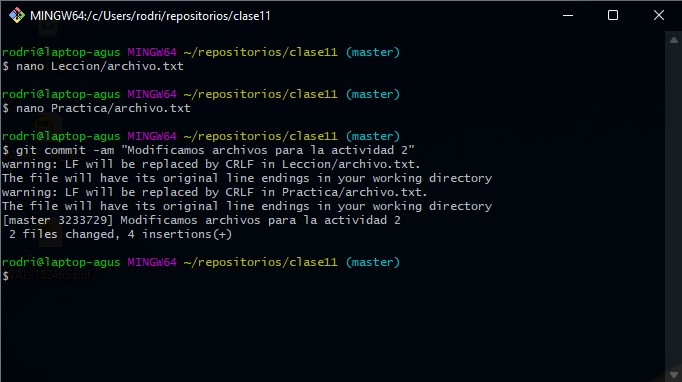 MINGW64:/c/Users/rodri/repositorios/clase11
rodri@laptop-agus MINGW64 ~/repositorios/clase11 (master)
$ nano Leccion/archivo.txt
rodri@laptop-agus MINGW64 ~/repositorios/clase11 (master)
$ nano Practica/archivo.txt
rodri@laptop-agus MINGW64 ~/repositorios/clase11 (master)
$ git commit -am "Modificamos archivos para la actividad 2"
warning: LF will be replaced by CRLF in Leccion/archivo.txt.
The file will have its original line endings in your working directory
warning: LF will be replaced by CRLF in Practica/archivo.txt.
The file will have its original line endings in your working directory
[master 3233729] Modificamos archivos para la actividad 2
 2 files changed, 4 insertions(+)
rodri@laptop-agus MINGW64 ~/repositorios/clase11 (master)
$